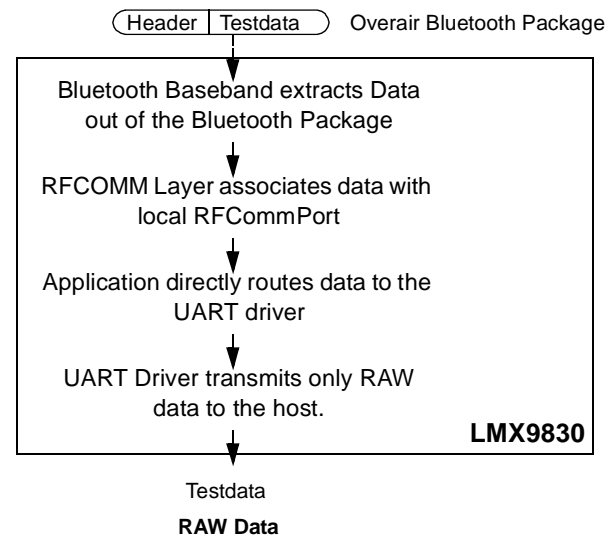 Header Testdata Overair Bluetooth Package
Bluetooth Baseband extracts Data
out of the Bluetooth Package
RFCOMM Layer associates data with
local RFCommPort
Application directly routes data to the
UART driver
UART Driver transmits only RAW
data to the host.
LMX9830
Testdata
RAW Data